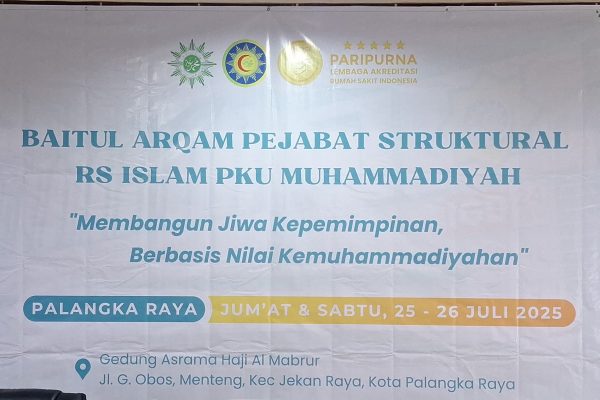 PARIPURNA
LEMBAGA AKREDITASI
RUMAH SAKIT INDONESIA
BAITUL ARQAM PEJABAT STRUKTURAL
RS ISLAM PKU MUHAMMADIYAH
"Membangun Jiwa Kepemimpinan,
Berbasis Nilai Kemuhammadiyahan"
PALANGKA RAYA JUM'AT & SABTU, 25 - 26 JULI 2025
Gedung Asrama Haji Al Mabrur
Jl. G. Obos, Menteng, Kec Jekan Raya, Kota Palangka Raya